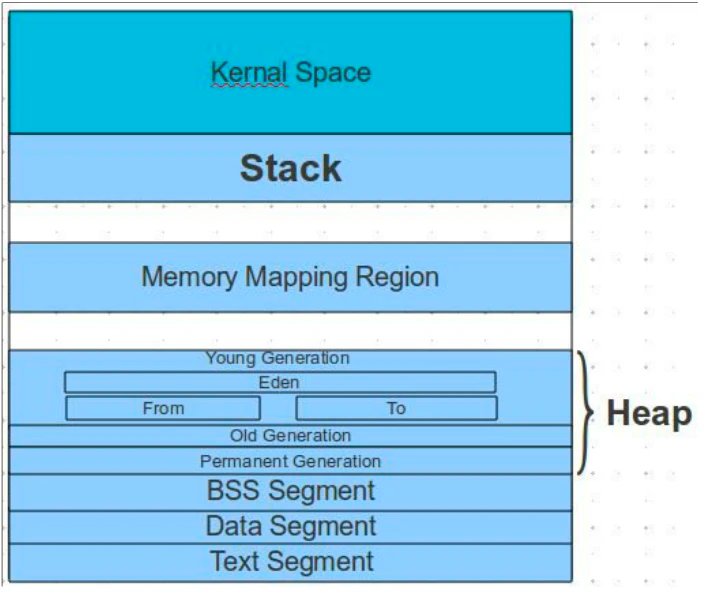 Kernal Space
Stack
Memory Mapping Region
Young Generation
Eden
From To
Heap
Old Generation
Permanent Generation
BSS Segment
Data Segment
Text Segment